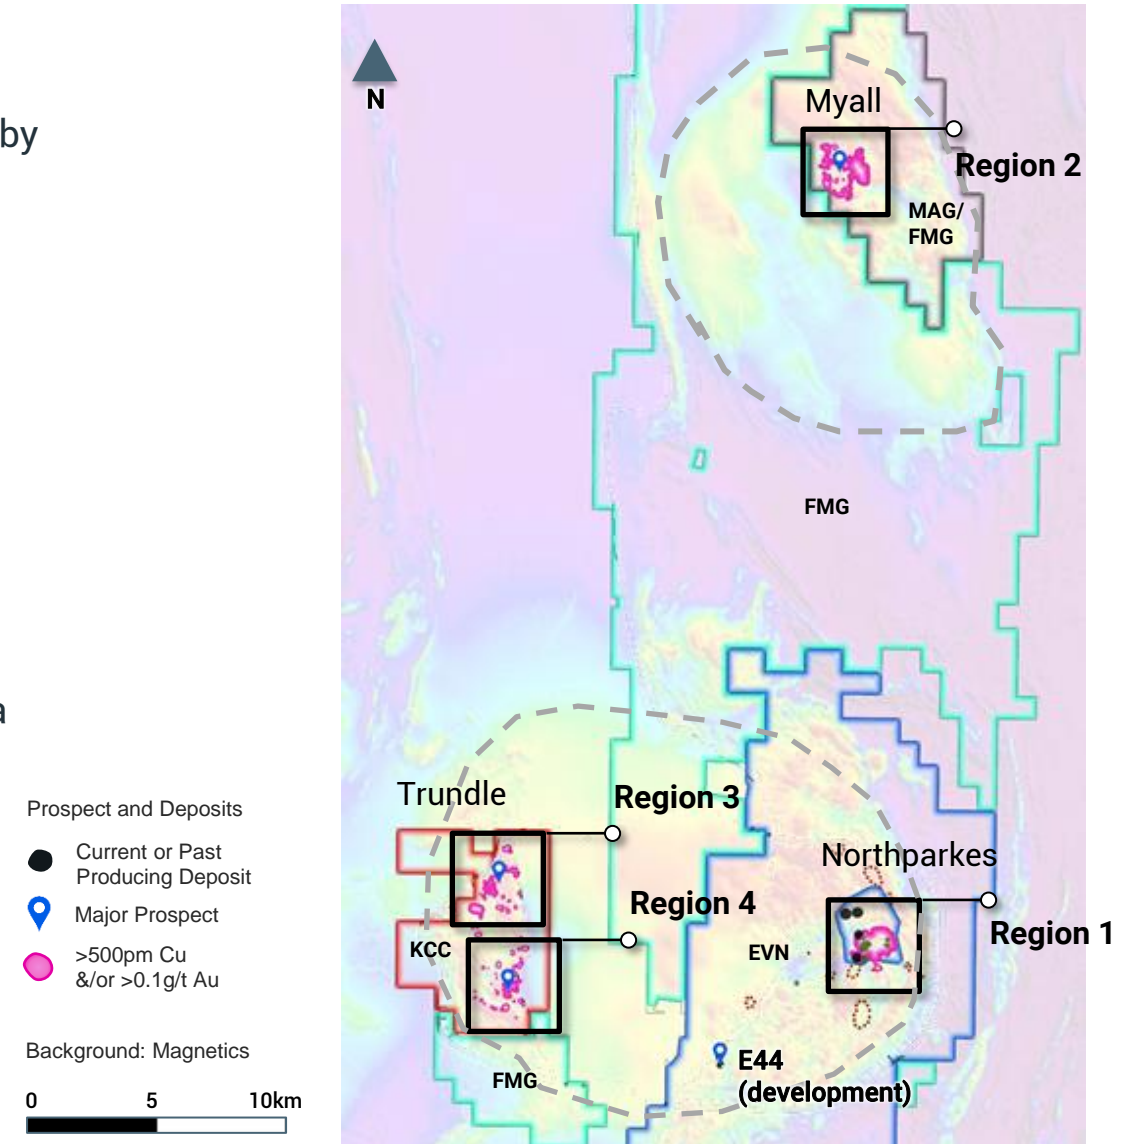 by
a
N
Myall
Region 2
MAG/
FMG
FMG
Trundle
Region 3
Northparkes
Region 4
Region 1
KCC
EVN
E44
(development)
FMG
Prospect and Deposits
Current or Past
Producing Deposit
Major Prospect
>500pm Cu
&/or >0.1g/t Au
Background: Magnetics
0 5 10km